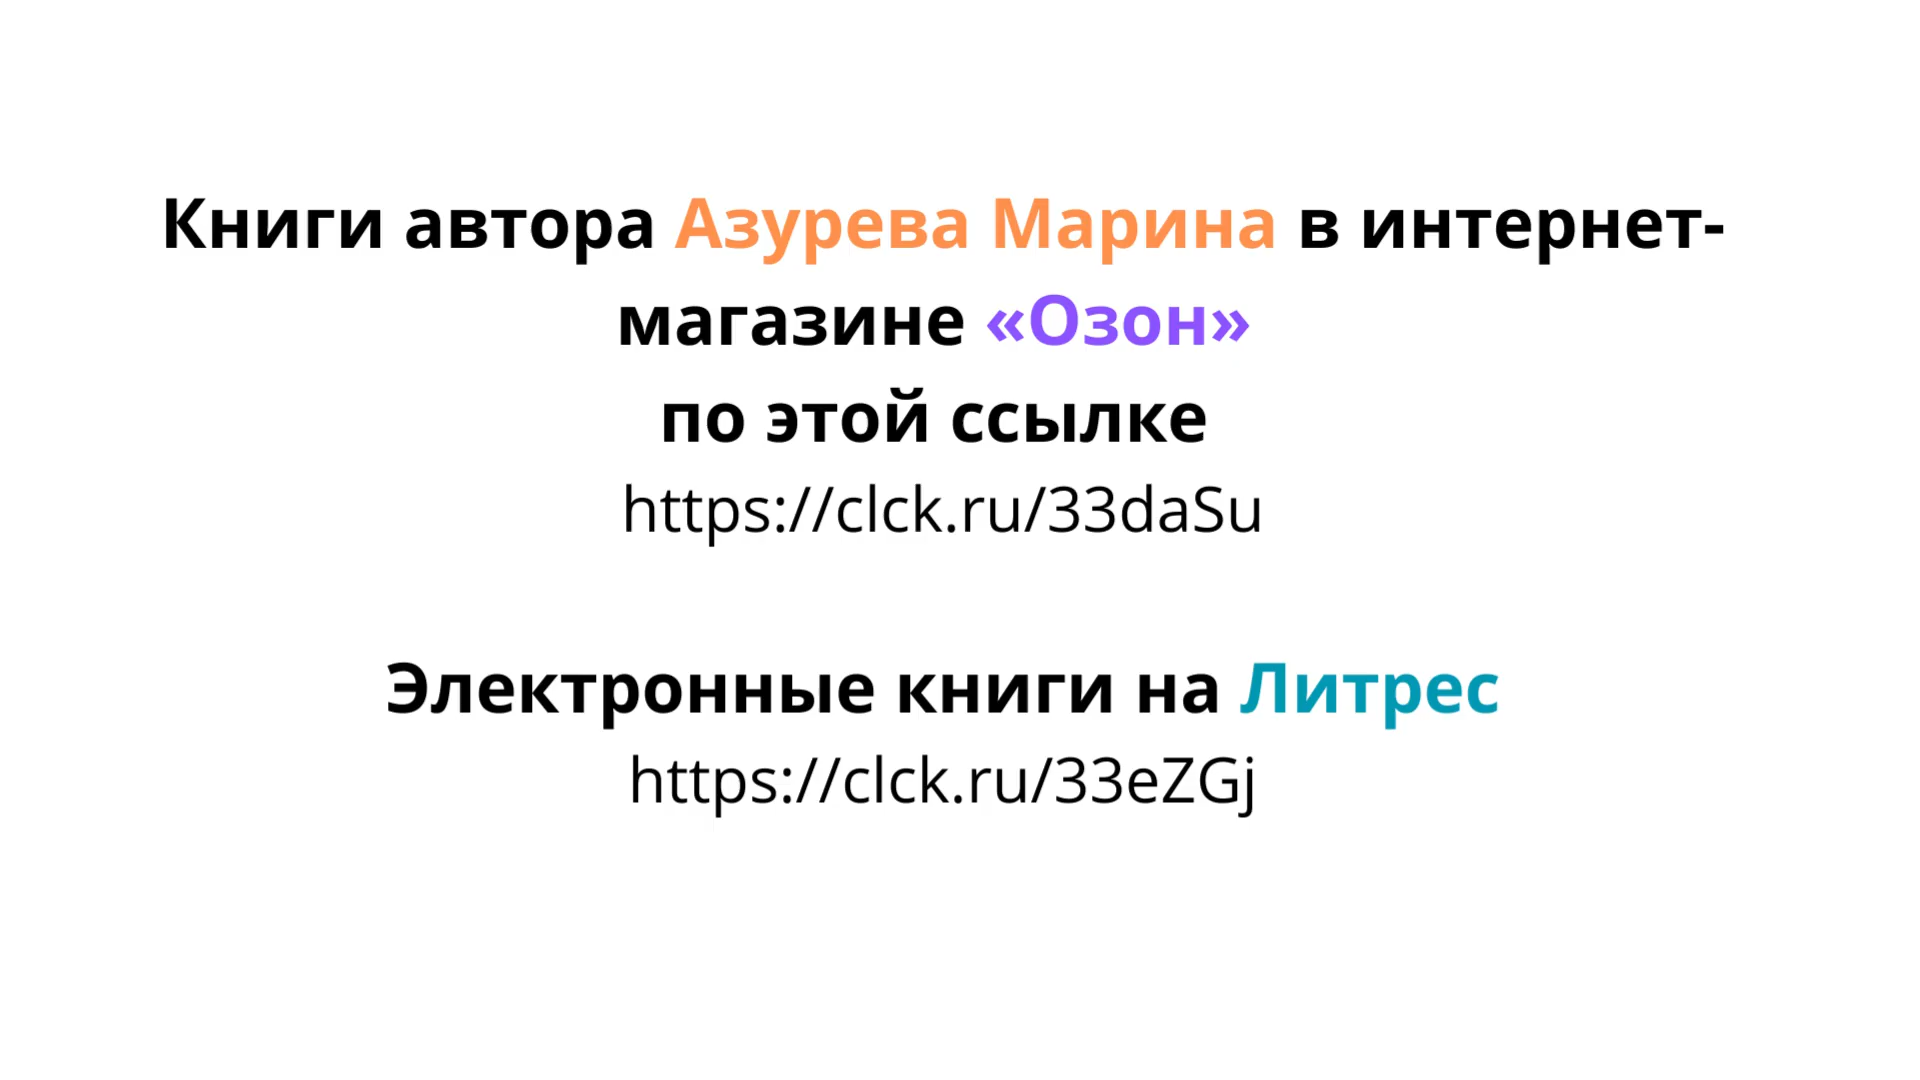 Книги автора Азурева Марина в интернет-
магазине «Озон»
по этой ссылке
https://clck.ru/33daSu
Электронные книги на Литрес
https://clck.ru/33eZGj